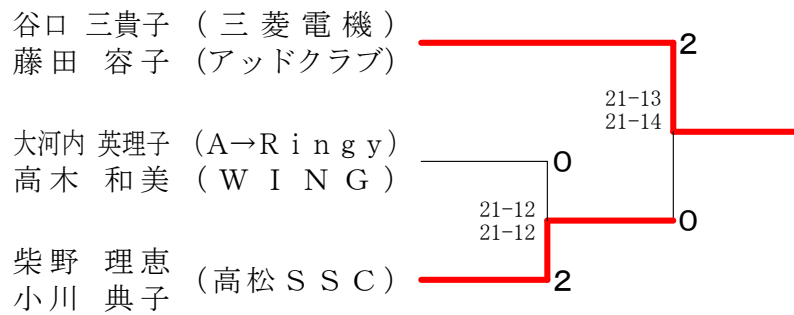 谷口 三貴子 (三菱電機)
藤田 容子 (アッドクラブ)
2
21-13
21-14
大河内 英理子 (A→Ringy)
高木 和美 (WING)
0
21-12
21-12
0
柴野 理恵
小川 典子
(高松SSC)
2